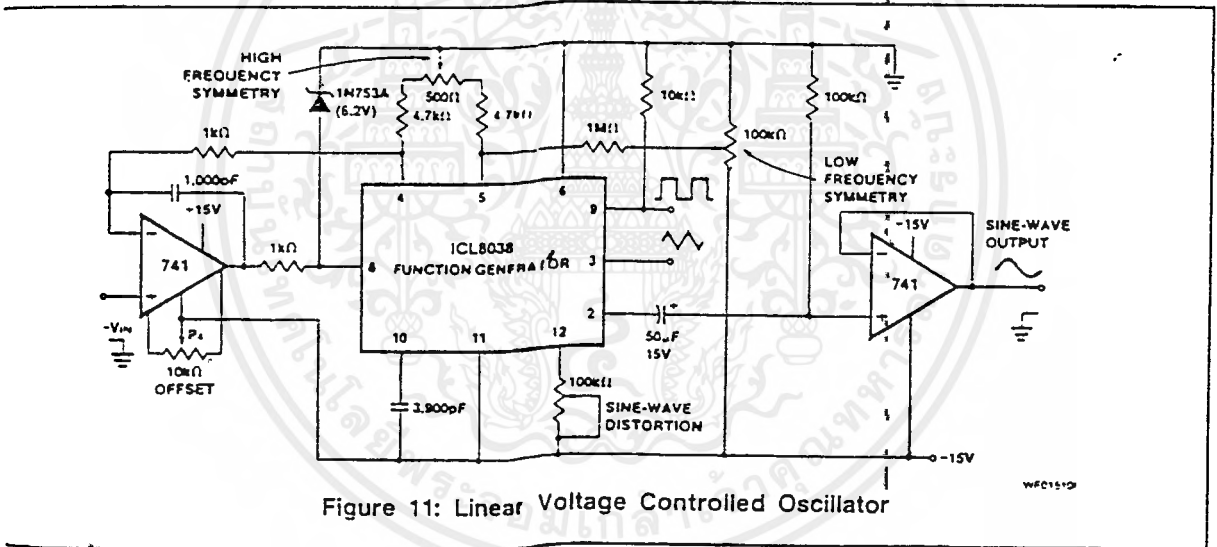 HIGH
FREQUENCY
SYMMETRY
1N753A
(6.2V)
500Ω
4.7kΩ
4.7kΩ
10kΩ
100kΩ
1kΩ
1MΩ
100kΩ
LOW
FREQUENCY
SYMMETRY
1,000pF
+15V
4
5
6
9
741
1kΩ
8
ICL8038
FUNCTION GENERATOR
3
+15V
741
SINE-WAVE
OUTPUT
2
50μF
15V
-VIN
P4
10kΩ
OFFSET
10
11
12
100kΩ
3,900pF
SINE-WAVE
DISTORTION
-15V
Figure 11: Linear Voltage Controlled Oscillator